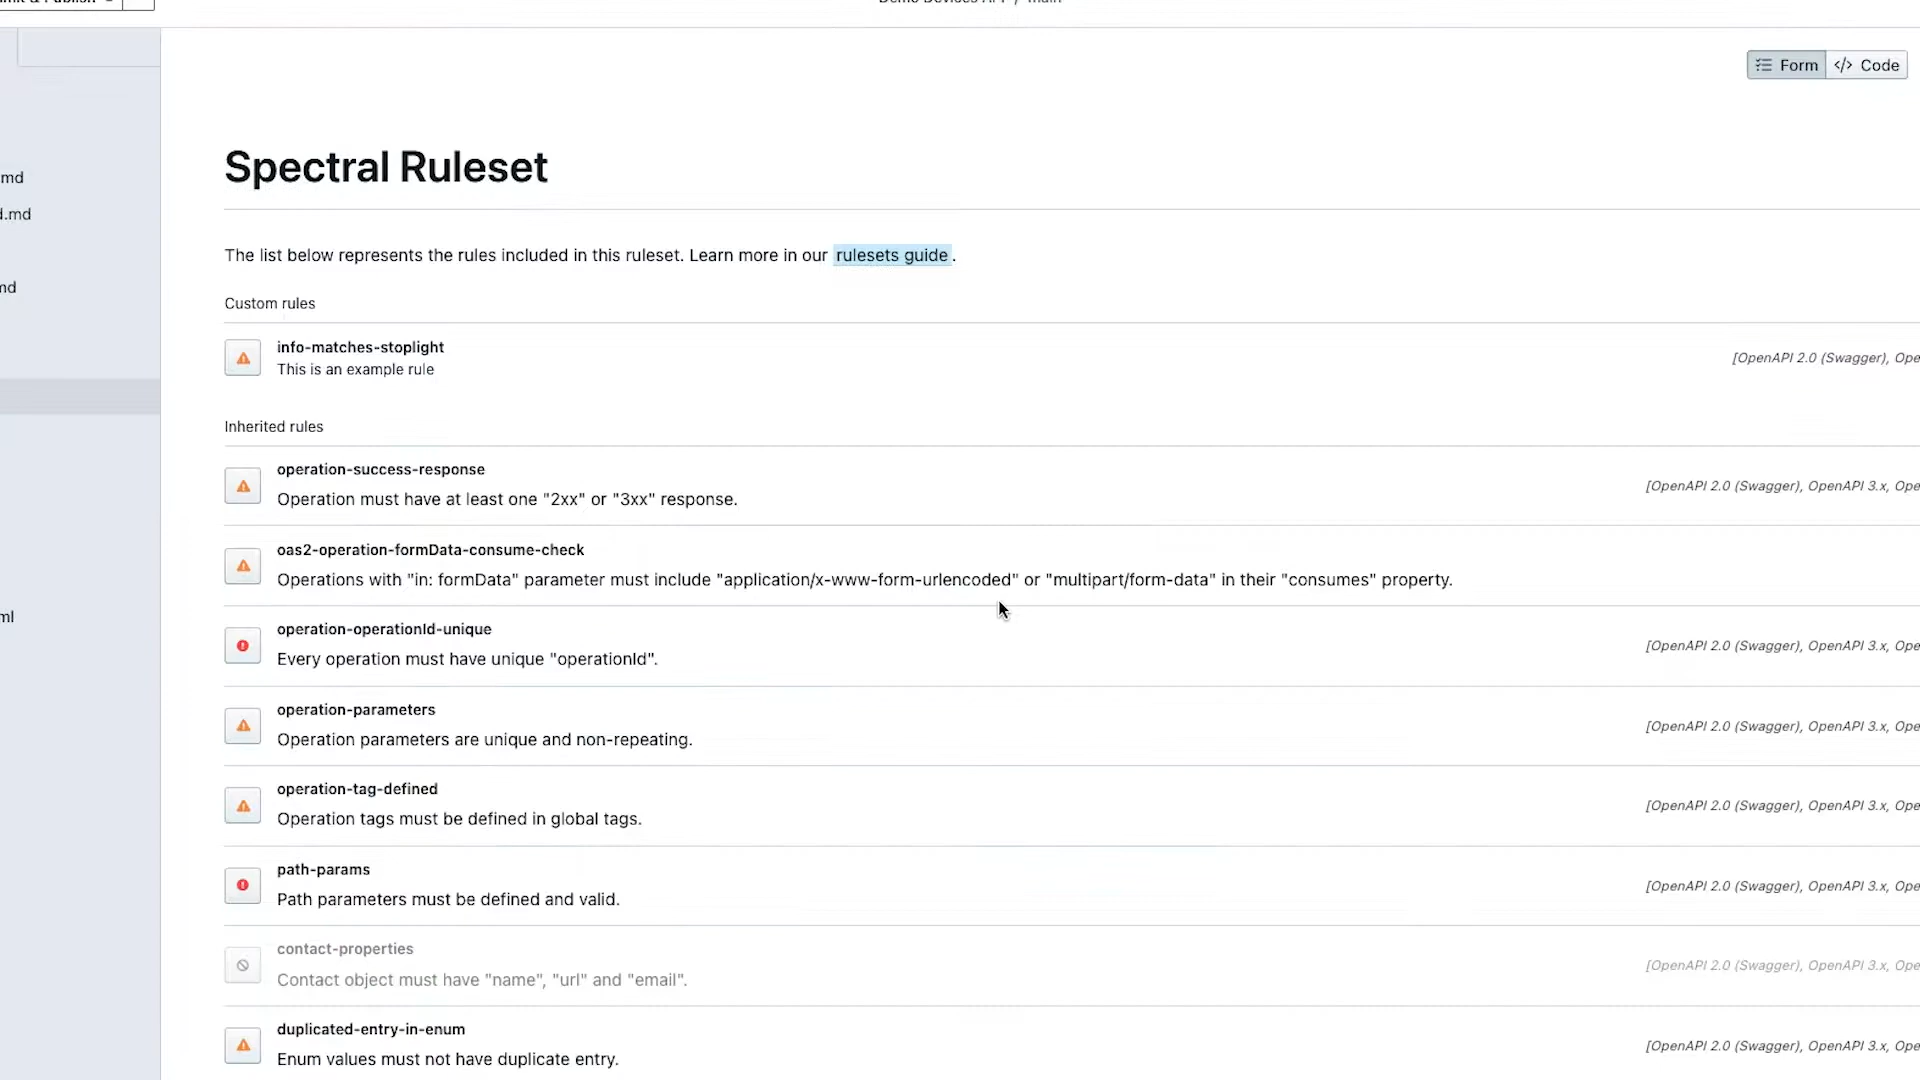 Form
</> Code
Spectral Ruleset
md
d.md
The list below represents the rules included in this ruleset. Learn more in our rulesets guide.
md
Custom rules
info-matches-stoplight
This is an example rule
[OpenAPI 2.0 (Swagger), Ope
Inherited rules
operation-success-response
Operation must have at least one "2xx" or "3xx" response.
[OpenAPI 2.0 (Swagger), OpenAPI 3.x, Ope
oas2-operation-formData-consume-check
Operations with "in: formData" parameter must include "application/x-www-form-urlencoded" or "multipart/form-data" in their "consumes" property.
ml
operation-operationId-unique
Every operation must have unique "operationId".
[OpenAPI 2.0 (Swagger), OpenAPI 3.x, Ope
operation-parameters
Operation parameters are unique and non-repeating.
[OpenAPI 2.0 (Swagger), OpenAPI 3.x, Ope
operation-tag-defined
Operation tags must be defined in global tags.
[OpenAPI 2.0 (Swagger), OpenAPI 3.x, Ope
path-params
Path parameters must be defined and valid.
[OpenAPI 2.0 (Swagger), OpenAPI 3.x, Ope
contact-properties
Contact object must have "name", "url" and "email".
[OpenAPI 2.0 (Swagger), OpenAPI 3.x, Ope
duplicated-entry-in-enum
Enum values must not have duplicate entry.
[OpenAPI 2.0 (Swagger), OpenAPI 3.x, Ope